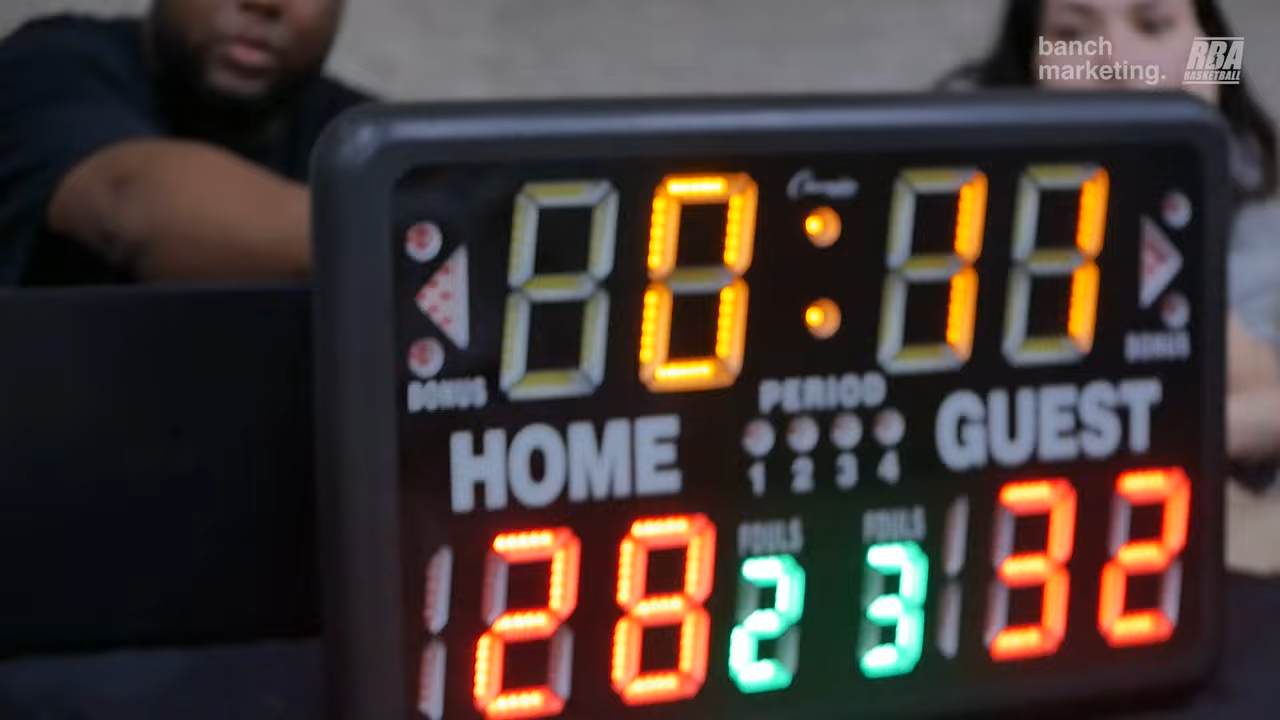 banch
marketing.
RBA
BASKETBALL
0:11
BONUS
BONUS
PERIOD
HOME
GUEST
1 2 3 4
FOULS
FOULS
28
2
3
32